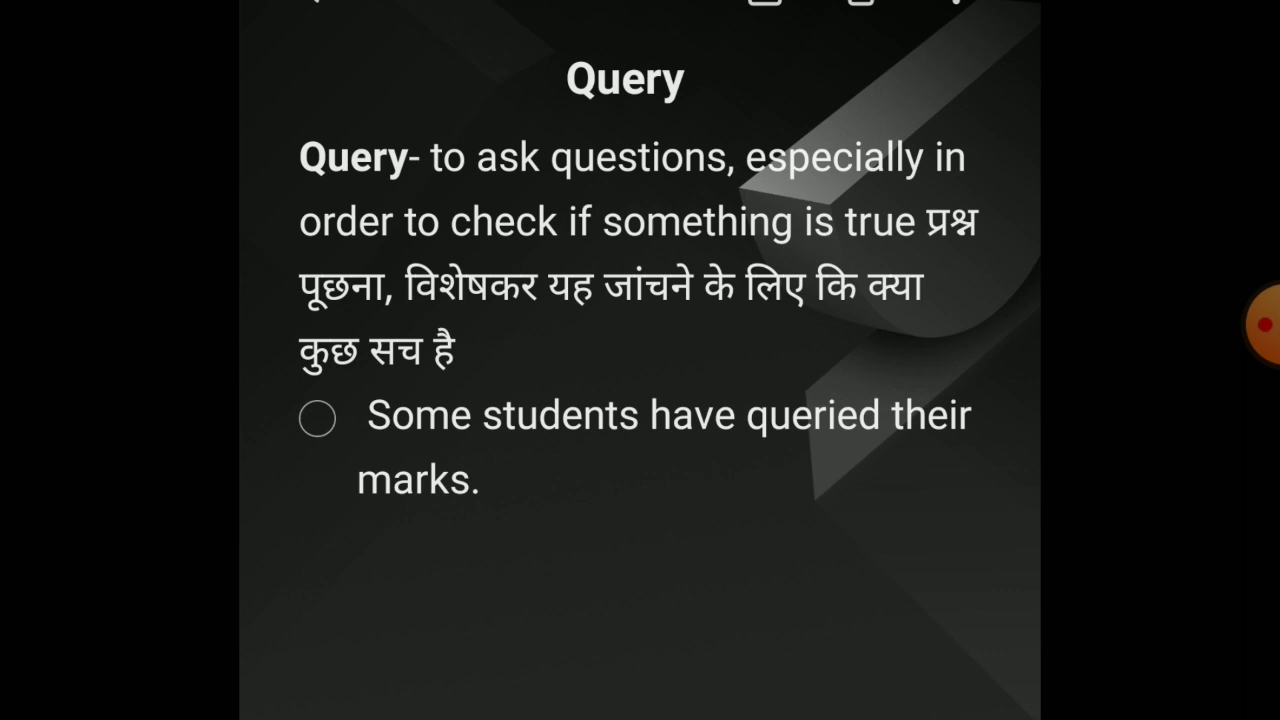 Query
Query- to ask questions, especially in
order to check if something is true प्रश्न
पूछना, विशेषकर यह जांचने के लिए कि क्या
कुछ सच है
Some students have queried their
marks.